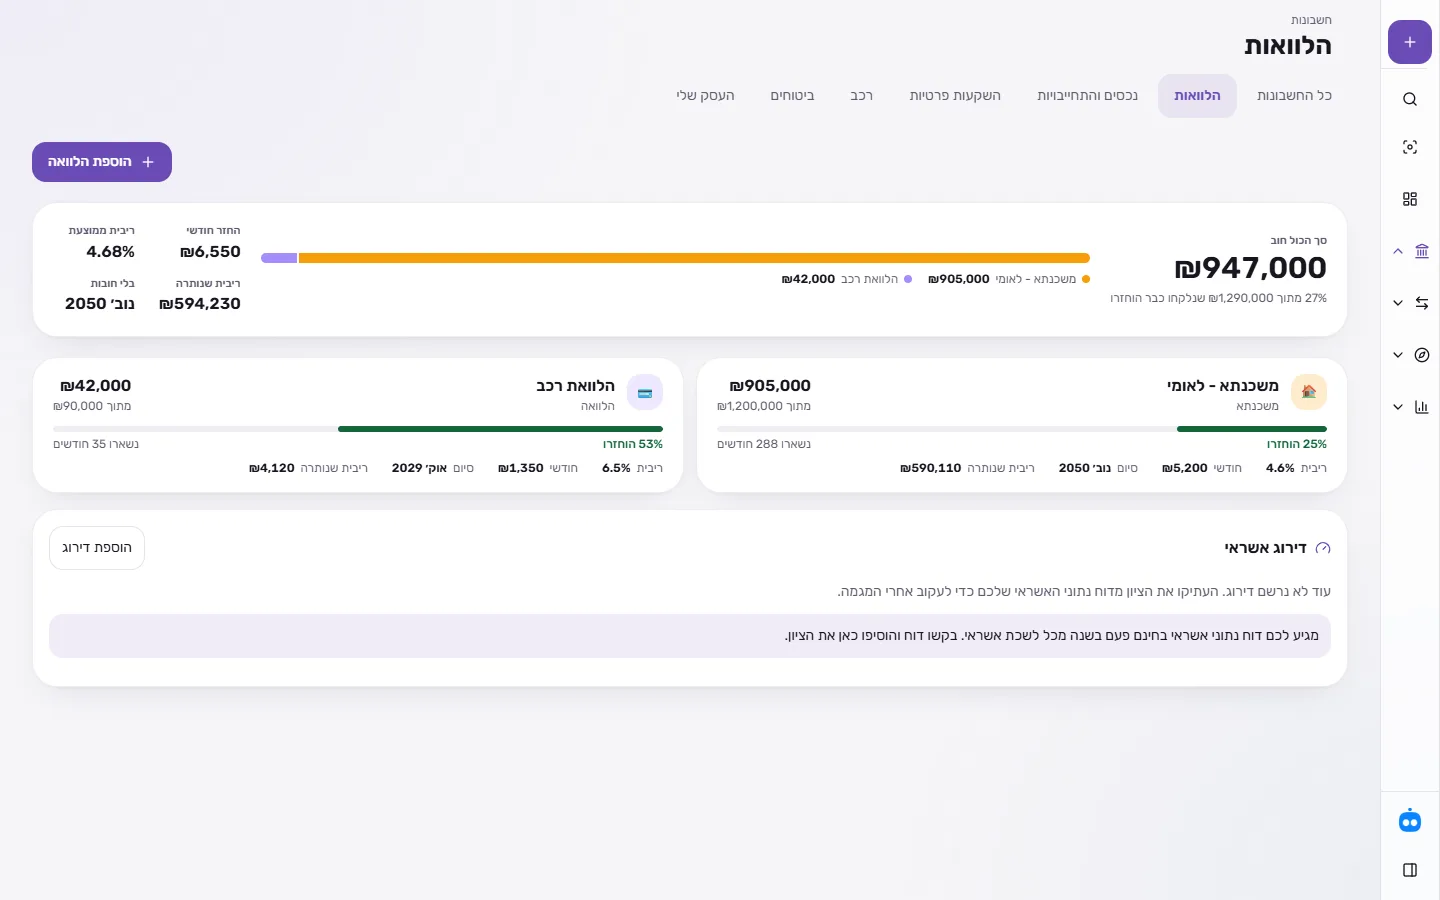 חשבונות
הלוואות
כל החשבונות
הלוואות
נכסים והתחייבויות
השקעות פרטיות
רכב
ביטוחים
העסק שלי
הוספת הלוואה
סך הכול חוב
₪947,000
27% מתוך ₪1,290,000 שנלקחו כבר הוחזרו
משכנתא - לאומי ₪905,000
הלוואת רכב ₪42,000
החזר חודשי
₪6,550
ריבית ממוצעת
4.68%
ריבית שנותרה
₪594,230
בלי חובות
נוב׳ 2050
משכנתא - לאומי
משכנתא
₪905,000
מתוך ₪1,200,000
25% הוחזרו
נשארו 288 חודשים
ריבית 4.6% חודשי ₪5,200 סיום נוב׳ 2050 ריבית שנותרה ₪590,110
הלוואת רכב
הלוואה
₪42,000
מתוך ₪90,000
53% הוחזרו
נשארו 35 חודשים
ריבית 6.5% חודשי ₪1,350 סיום אוק׳ 2029 ריבית שנותרה ₪4,120
דירוג אשראי
הוספת דירוג
עוד לא נרשם דירוג. העתיקו את הציון מדוח נתוני האשראי שלכם כדי לעקוב אחרי המגמה.
מגיע לכם דוח נתוני אשראי בחינם פעם בשנה מכל לשכת אשראי. בקשו דוח והוסיפו כאן את הציון.